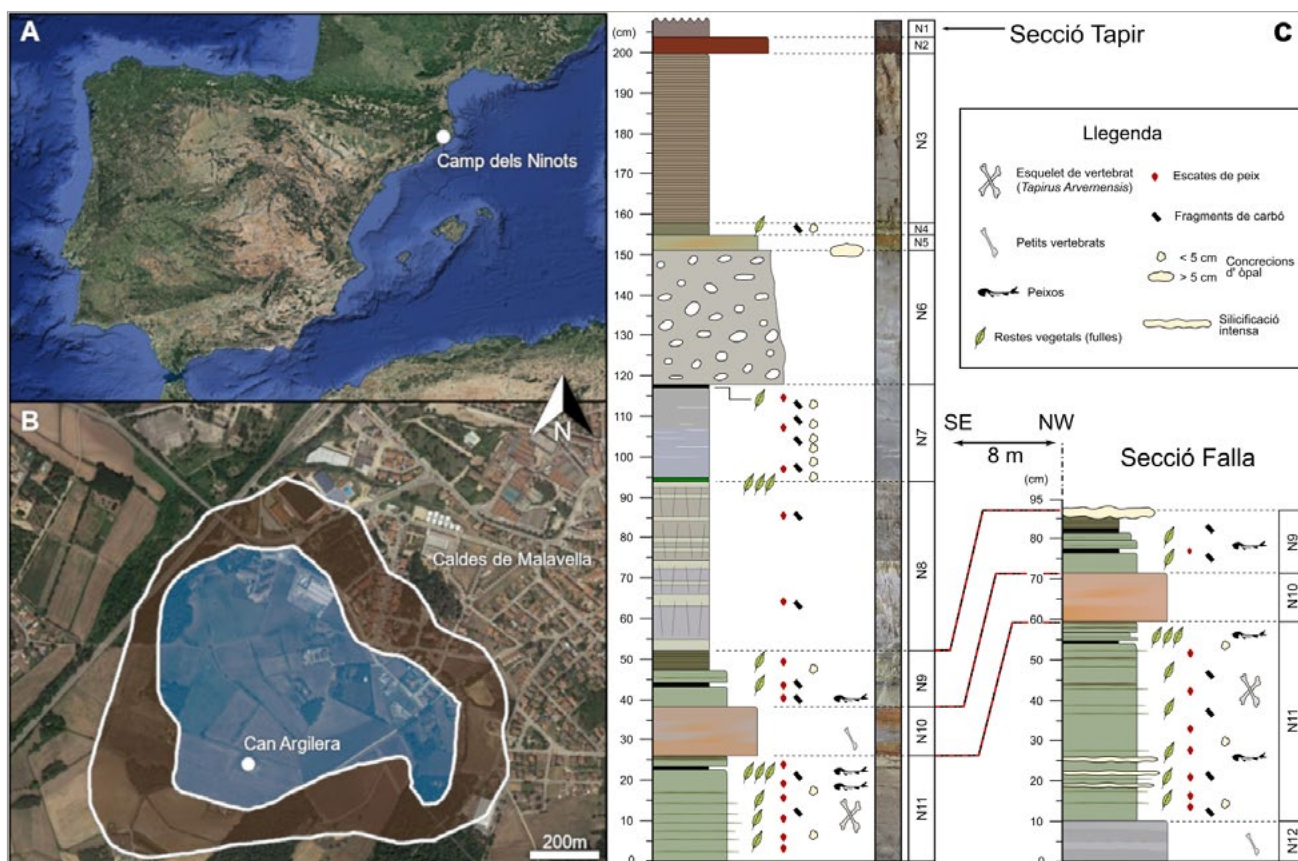 A
Camp dels Ninots
B
N
Caldes de Malavella
Can Argilera
200m
C
Secció Tapir
(cm)
200
190
180
170
160
150
140
130
120
110
100
90
80
70
60
50
40
30
20
10
0
N1
N2
N3
N4
N5
N6
N7
N8
N9
N10
N11
Llegenda
Esquelet de vertebrat
(Tapirus Arvernensis)
Petits vertebrats
Peixos
Restes vegetals (fulles)
Escates de peix
Fragments de carbó
< 5 cm
> 5 cm
Concrecions
d' òpal
Silicificació
intensa
SE
NW
8 m
Secció Falla
(cm)
95
80
70
60
50
40
30
20
10
0
N9
N10
N11
N12